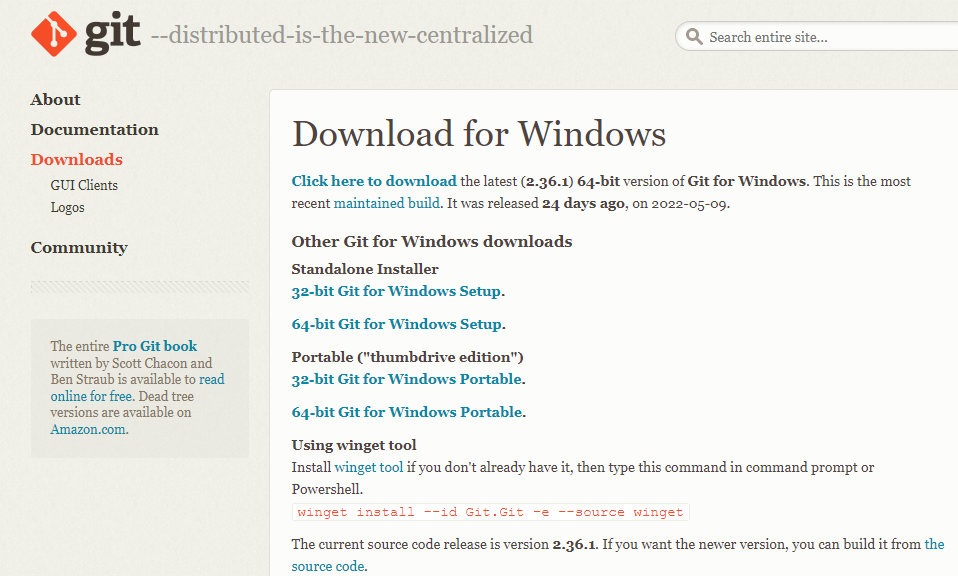 git --distributed-is-the-new-centralized
Search entire site...
About
Documentation
Downloads
GUI Clients
Logos
Community
The entire Pro Git book
written by Scott Chacon and
Ben Straub is available to read
online for free. Dead tree
versions are available on
Amazon.com.
Download for Windows
Click here to download the latest (2.36.1) 64-bit version of Git for Windows. This is the most
recent maintained build. It was released 24 days ago, on 2022-05-09.
Other Git for Windows downloads
Standalone Installer
32-bit Git for Windows Setup.
64-bit Git for Windows Setup.
Portable ("thumbdrive edition")
32-bit Git for Windows Portable.
64-bit Git for Windows Portable.
Using winget tool
Install winget tool if you don't already have it, then type this command in command prompt or
Powershell.
winget install --id Git.Git -e --source winget
The current source code release is version 2.36.1. If you want the newer version, you can build it from the
source code.